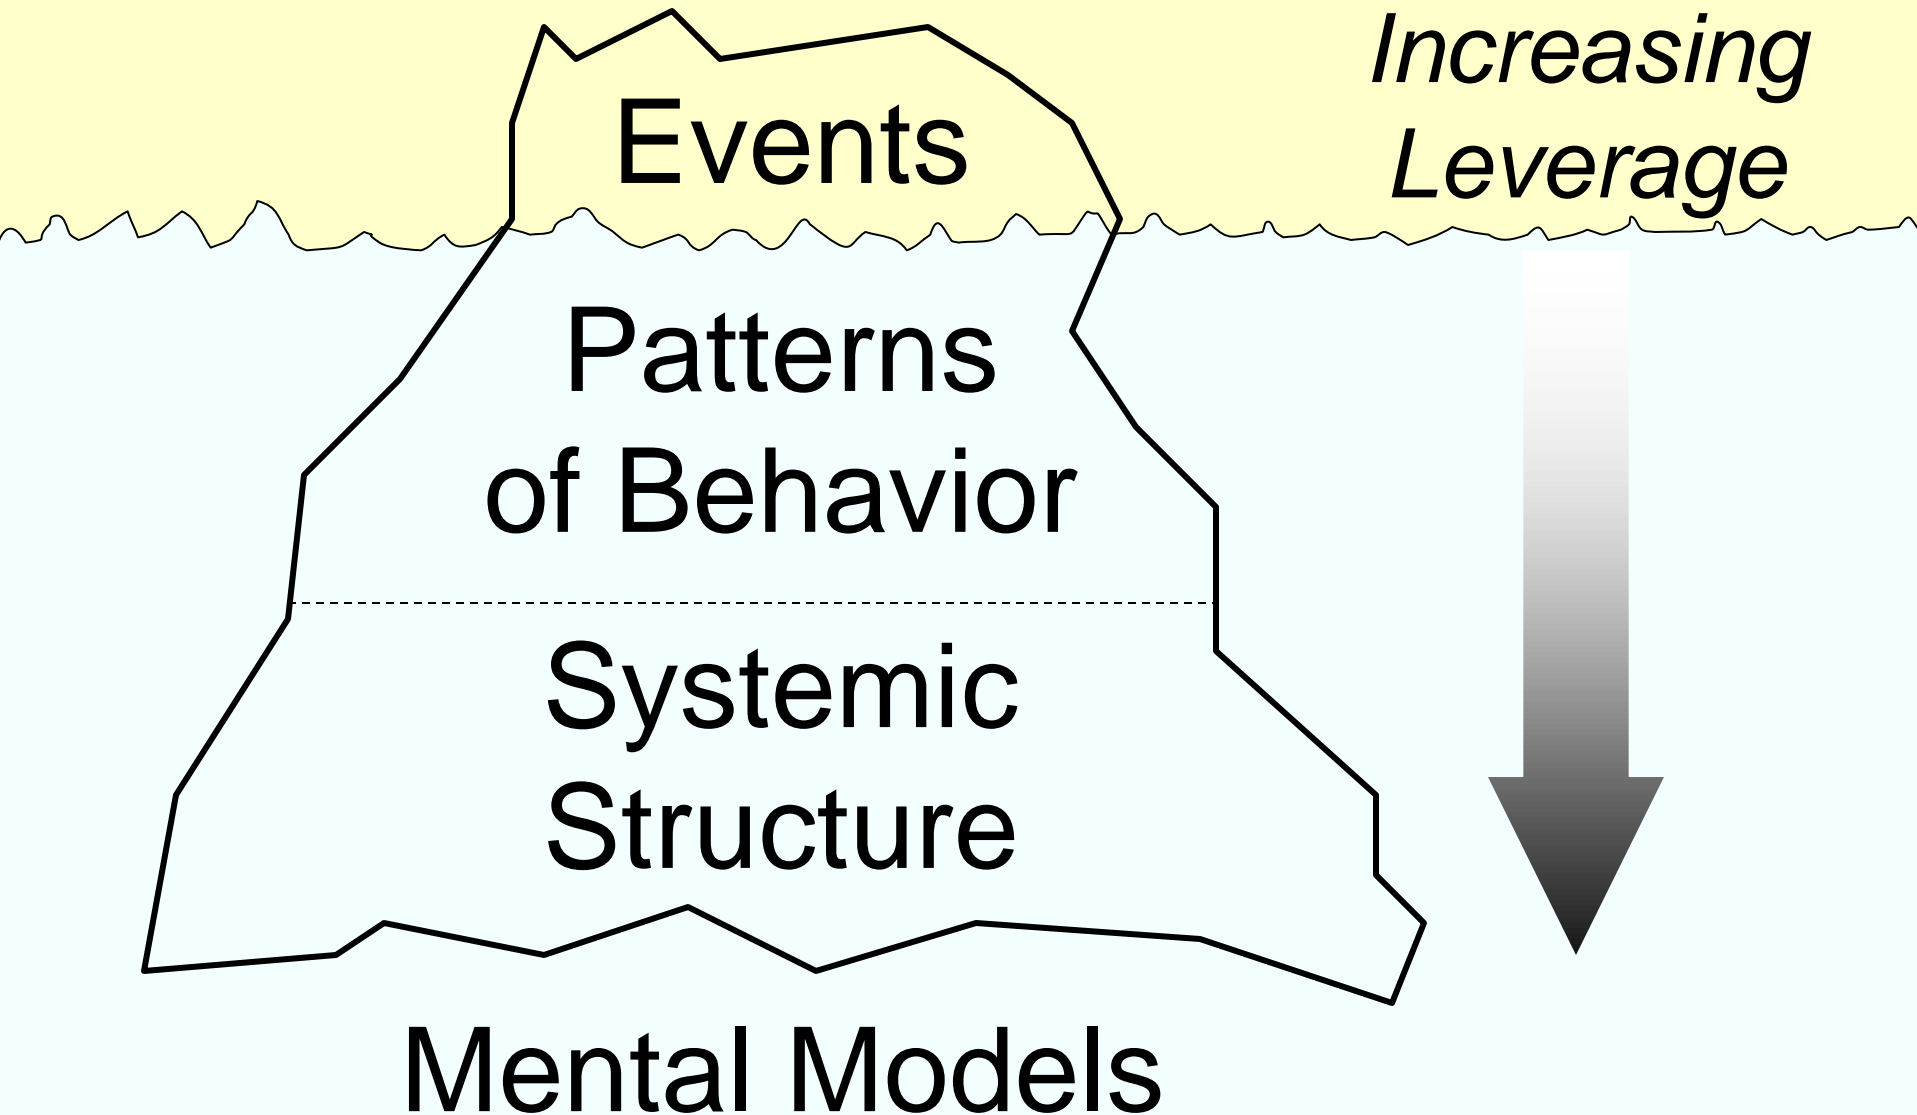 Events
Increasing
Leverage
Patterns
of Behavior
Systemic
Structure
Mental Models